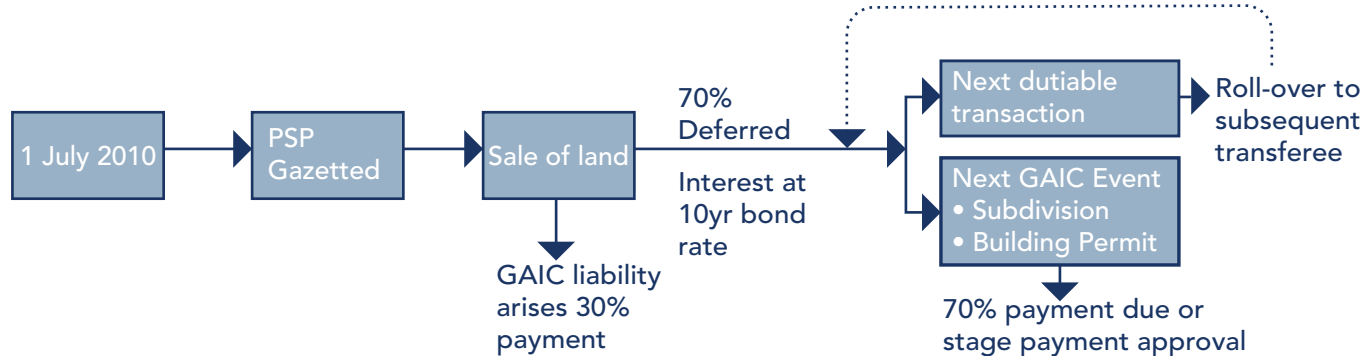 1 July 2010
PSP
Gazetted
Sale of land
GAIC liability
arises 30%
payment
70%
Deferred
Interest at
10yr bond
rate
Next dutiable
transaction
Roll-over to
subsequent
transferee
Next GAIC Event
• Subdivision
• Building Permit
70% payment due or
stage payment approval